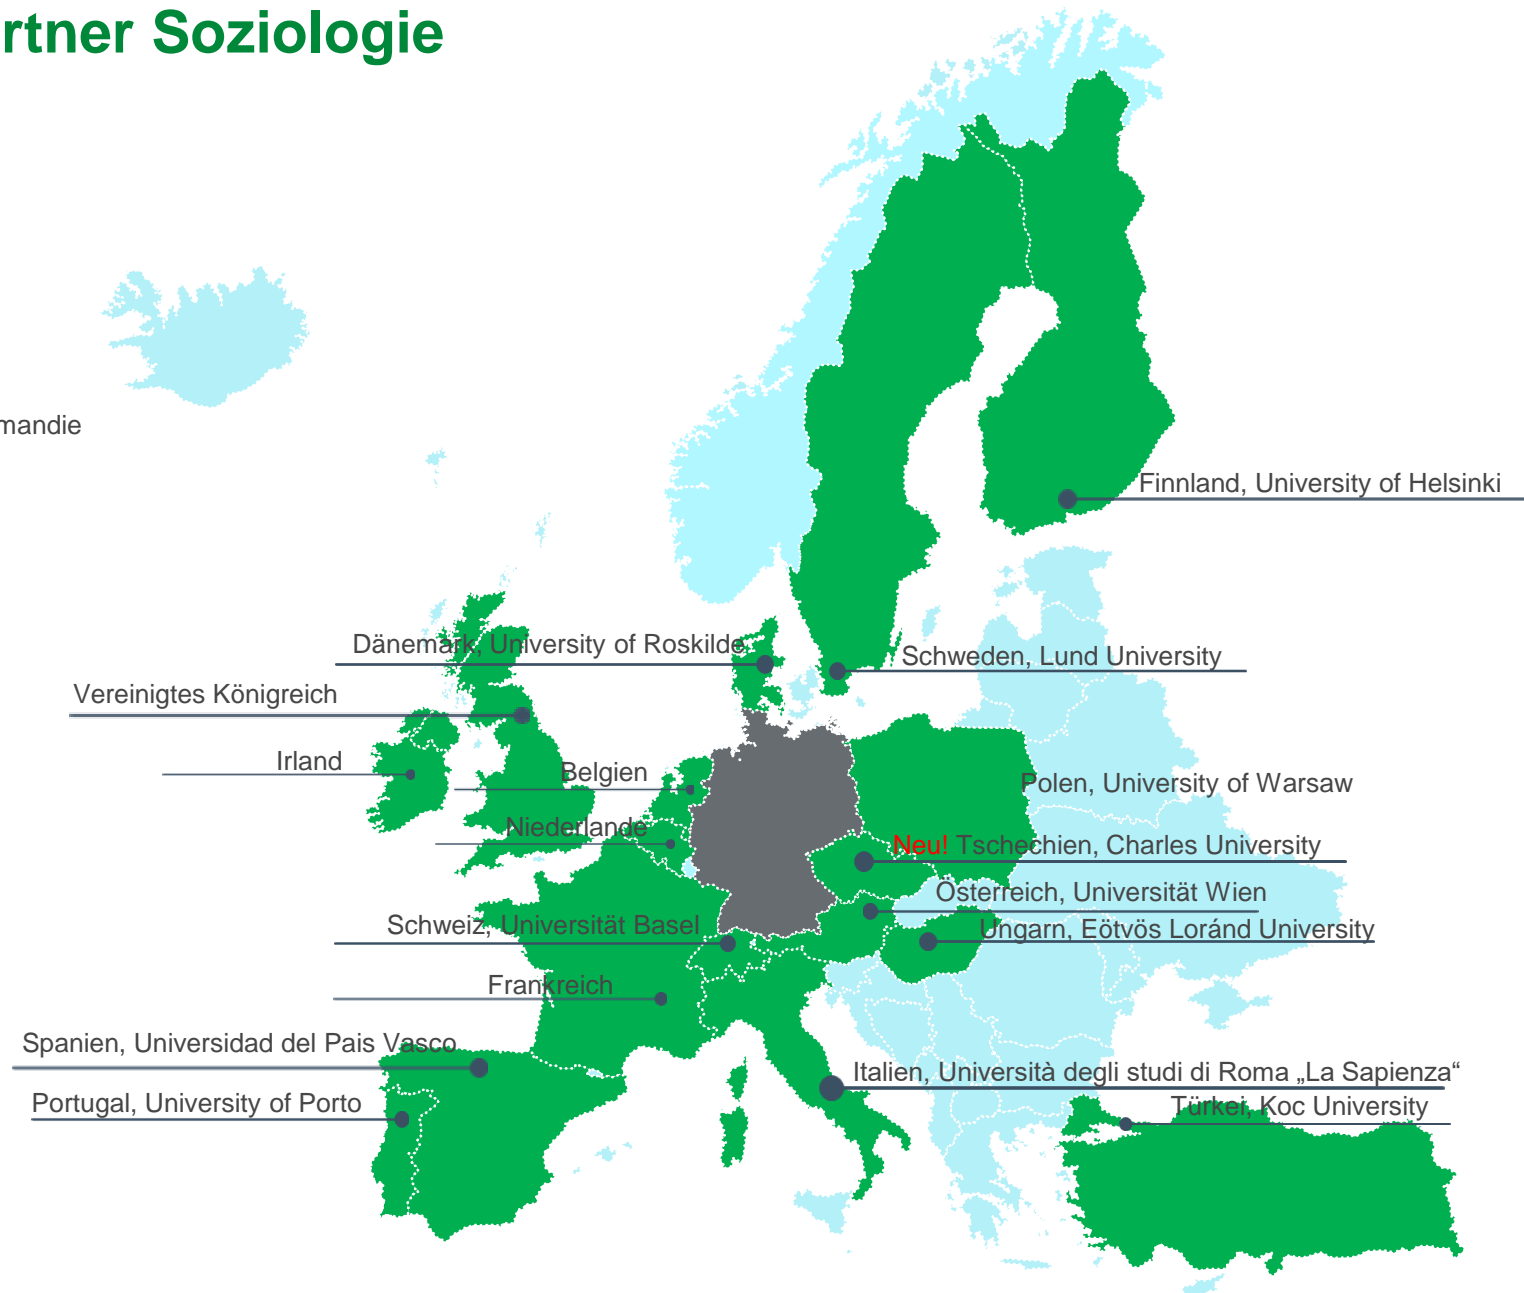 rtner Soziologie
mandie
Finnland, University of Helsinki
Dänemark, University of Roskilde
Schweden, Lund University
Vereinigtes Königreich
Irland
Belgien
Polen, University of Warsaw
Niederlande
Neu! Tschechien, Charles University
Österreich, Universität Wien
Schweiz, Universität Basel
Ungarn, Eötvös Loránd University
Frankreich
Spanien, Universidad del Pais Vasco
Italien, Università degli studi di Roma „La Sapienza“
Portugal, University of Porto
Türkei, Koc University